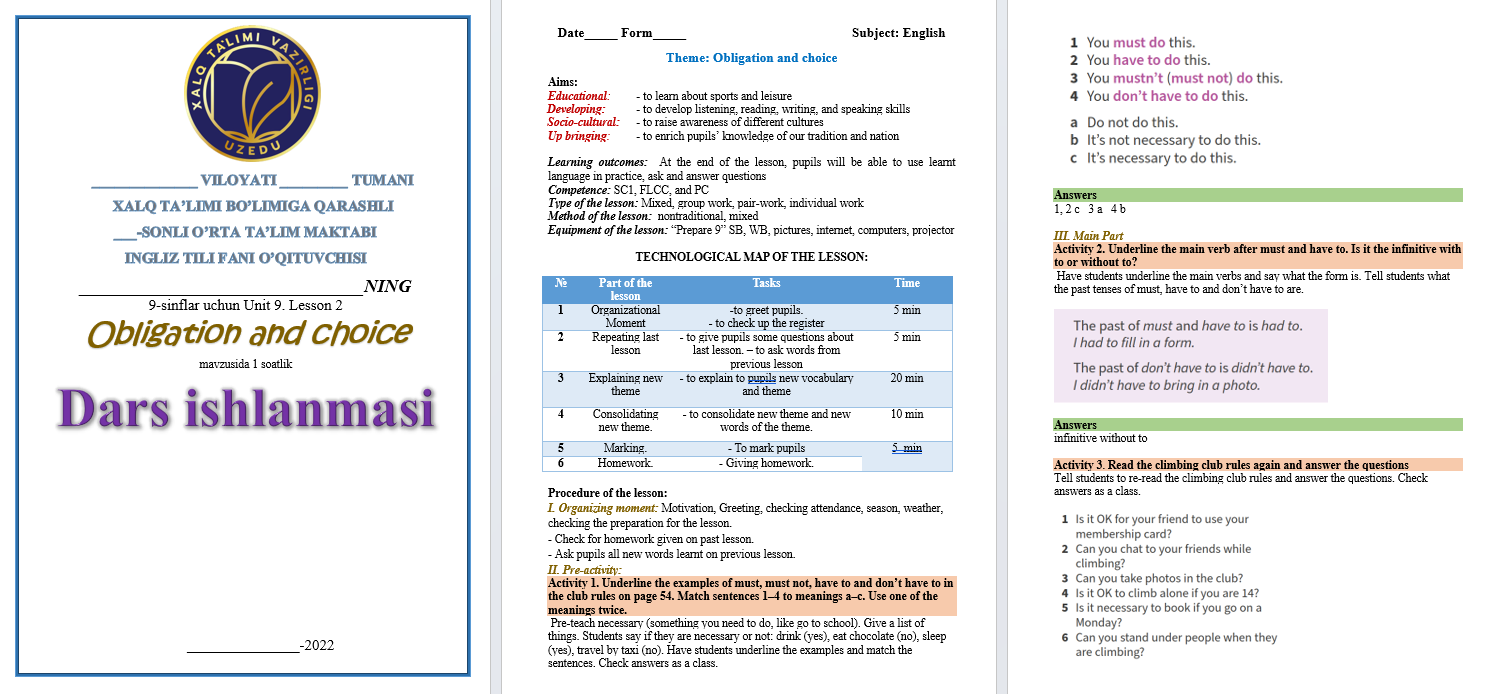 XALQ TA'LIMI VAZIRLIGI
UZEDU
______________ VILOYATI _________ TUMANI
XALQ TA'LIMI BO'LIMIGA QARASHLI
___-SONLI O'RTA TA'LIM MAKTABI
INGLIZ TILI FANI O'QITUVCHISI
________________________________NING
9-sinflar uchun Unit 9. Lesson 2
Obligation and choice
mavzusida 1 soatlik
Dars ishlanmasi
_________________-2022
Date_____ Form_____ Subject: English
Theme: Obligation and choice
Aims:
Educational: - to learn about sports and leisure
Developing: - to develop listening, reading, writing, and speaking skills
Socio-cultural: - to raise awareness of different cultures
Up bringing: - to enrich pupils' knowledge of our tradition and nation
Learning outcomes: At the end of the lesson, pupils will be able to use learnt
language in practice, ask and answer questions
Competence: SC1, FLCC, and PC
Type of the lesson: Mixed, group work, pair-work, individual work
Method of the lesson: nontraditional, mixed
Equipment of the lesson: “Prepare 9” SB, WB, pictures, internet, computers, projector
TECHNOLOGICAL MAP OF THE LESSON:
№ Part of the lesson Tasks Time
1 Organizational Moment -to greet pupils. - to check up the register 5 min
2 Repeating last lesson - to give pupils some questions about last lesson. – to ask words from previous lesson 5 min
3 Explaining new theme - to explain to pupils new vocabulary and theme 20 min
4 Consolidating new theme. - to consolidate new theme and new words of the theme. 10 min
5 Marking. - To mark pupils 5 min
6 Homework. - Giving homework.
Procedure of the lesson:
I. Organizing moment: Motivation, Greeting, checking attendance, season, weather,
checking the preparation for the lesson.
- Check for homework given on past lesson.
- Ask pupils all new words learnt on previous lesson.
II. Pre-activity:
Activity 1. Underline the examples of must, must not, have to and don't have to in
the club rules on page 54. Match sentences 1–4 to meanings a–c. Use one of the
meanings twice.
Pre-teach necessary (something you need to do, like go to school). Give a list of
things. Students say if they are necessary or not: drink (yes), eat chocolate (no), sleep
(yes), travel by taxi (no). Have students underline the examples and match the
sentences. Check answers as a class.
1 You must do this.
2 You have to do this.
3 You mustn't (must not) do this.
4 You don't have to do this.
a Do not do this.
b It's not necessary to do this.
c It's necessary to do this.
Answers
1, 2 c 3 a 4 b
III. Main Part
Activity 2. Underline the main verb after must and have to. Is it the infinitive with
to or without to?
Have students underline the main verbs and say what the form is. Tell students what
the past tenses of must, have to and don't have to are.
The past of must and have to is had to.
I had to fill in a form.
The past of don't have to is didn't have to.
I didn't have to bring in a photo.
Answers
infinitive without to
Activity 3. Read the climbing club rules again and answer the questions
Tell students to re-read the climbing club rules and answer the questions. Check
answers as a class.
1 Is it OK for your friend to use your
membership card?
2 Can you chat to your friends while
climbing?
3 Can you take photos in the club?
4 Is it OK to climb alone if you are 14?
5 Is it necessary to book if you go on a
Monday?
6 Can you stand under people when they
are climbing?